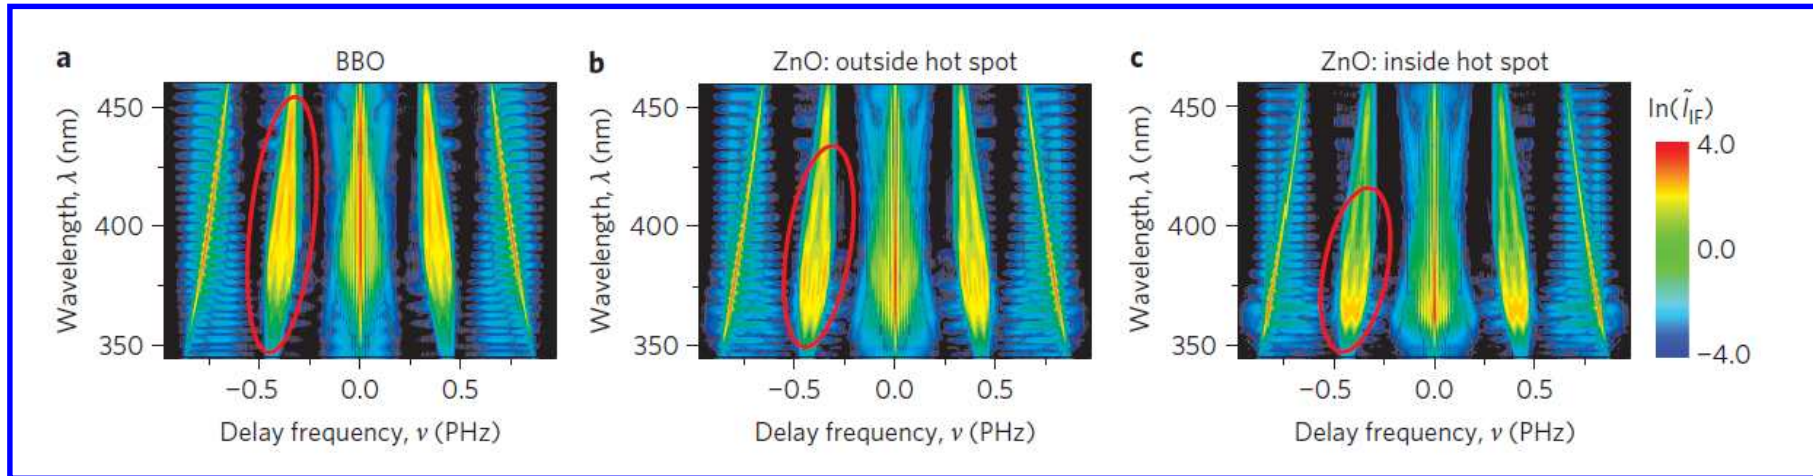 a BBO
450
400
350
Wavelength, λ (nm)
−0.5 0.0 0.5
Delay frequency, ν (PHz)
b ZnO: outside hot spot
450
400
350
Wavelength, λ (nm)
−0.5 0.0 0.5
Delay frequency, ν (PHz)
c ZnO: inside hot spot
450
400
350
Wavelength, λ (nm)
−0.5 0.0 0.5
Delay frequency, ν (PHz)
ln(Ĩ_IF)
4.0
0.0
−4.0